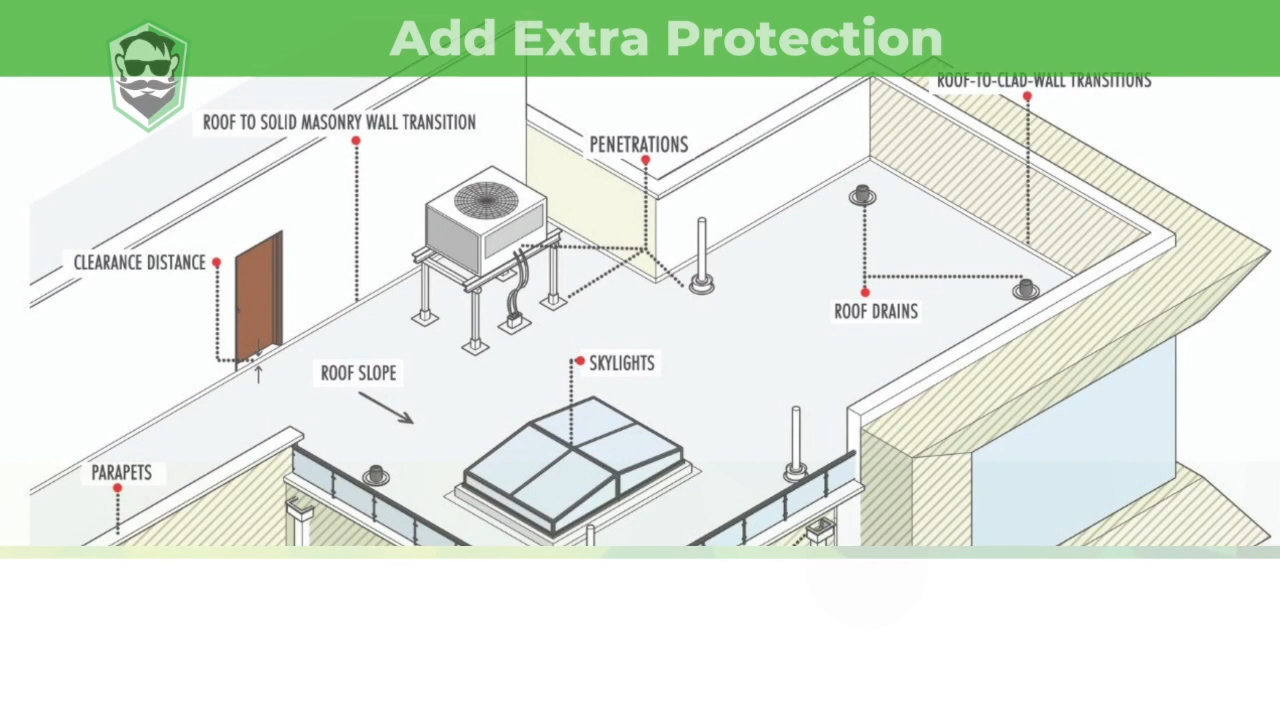 Add Extra Protection
ROOF-TO-CLAD-WALL TRANSITIONS
ROOF TO SOLID MASONRY WALL TRANSITION
PENETRATIONS
CLEARANCE DISTANCE
ROOF DRAINS
SKYLIGHTS
ROOF SLOPE
PARAPETS